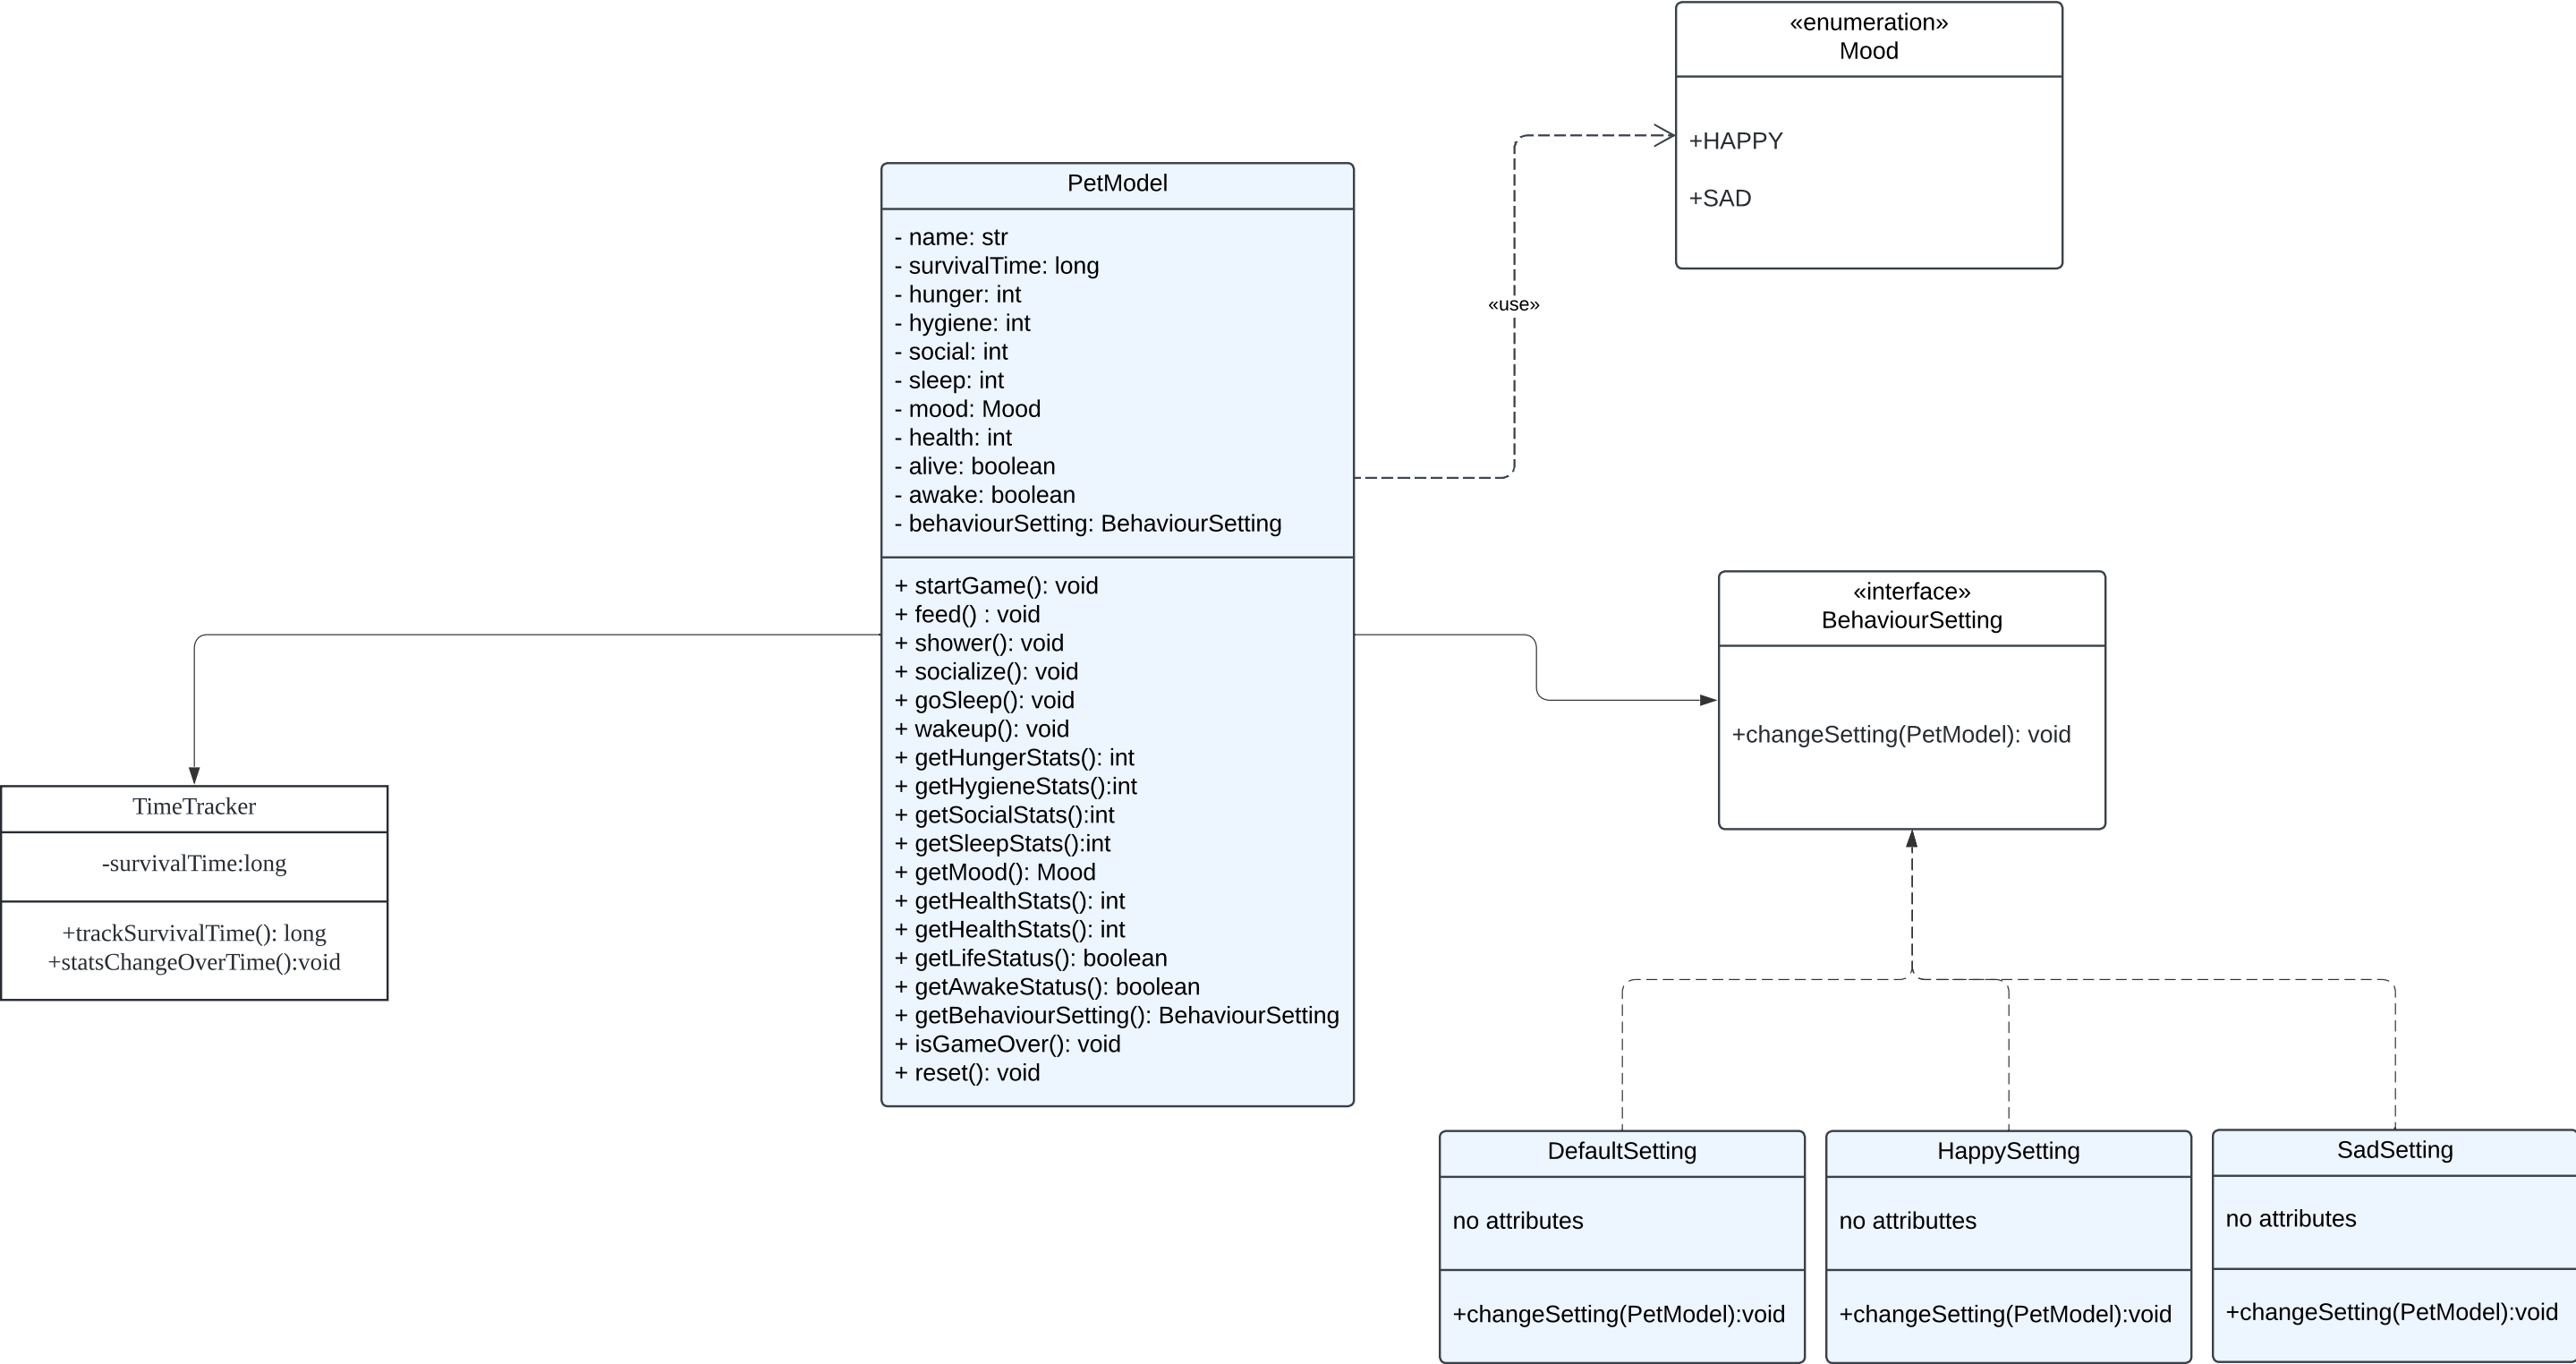 «enumeration»
Mood
+HAPPY
+SAD
PetModel
- name: str
- survivalTime: long
- hunger: int
- hygiene: int
- social: int
- sleep: int
- mood: Mood
- health: int
- alive: boolean
- awake: boolean
- behaviourSetting: BehaviourSetting
+ startGame(): void
+ feed() : void
+ shower(): void
+ socialize(): void
+ goSleep(): void
+ wakeup(): void
+ getHungerStats(): int
+ getHygieneStats():int
+ getSocialStats():int
+ getSleepStats():int
+ getMood(): Mood
+ getHealthStats(): int
+ getHealthStats(): int
+ getLifeStatus(): boolean
+ getAwakeStatus(): boolean
+ getBehaviourSetting(): BehaviourSetting
+ isGameOver(): void
+ reset(): void
«use»
«interface»
BehaviourSetting
+changeSetting(PetModel): void
TimeTracker
-survivalTime:long
+trackSurvivalTime(): long
+statsChangeOverTime():void
DefaultSetting
no attributes
+changeSetting(PetModel):void
HappySetting
no attributtes
+changeSetting(PetModel):void
SadSetting
no attributes
+changeSetting(PetModel):void